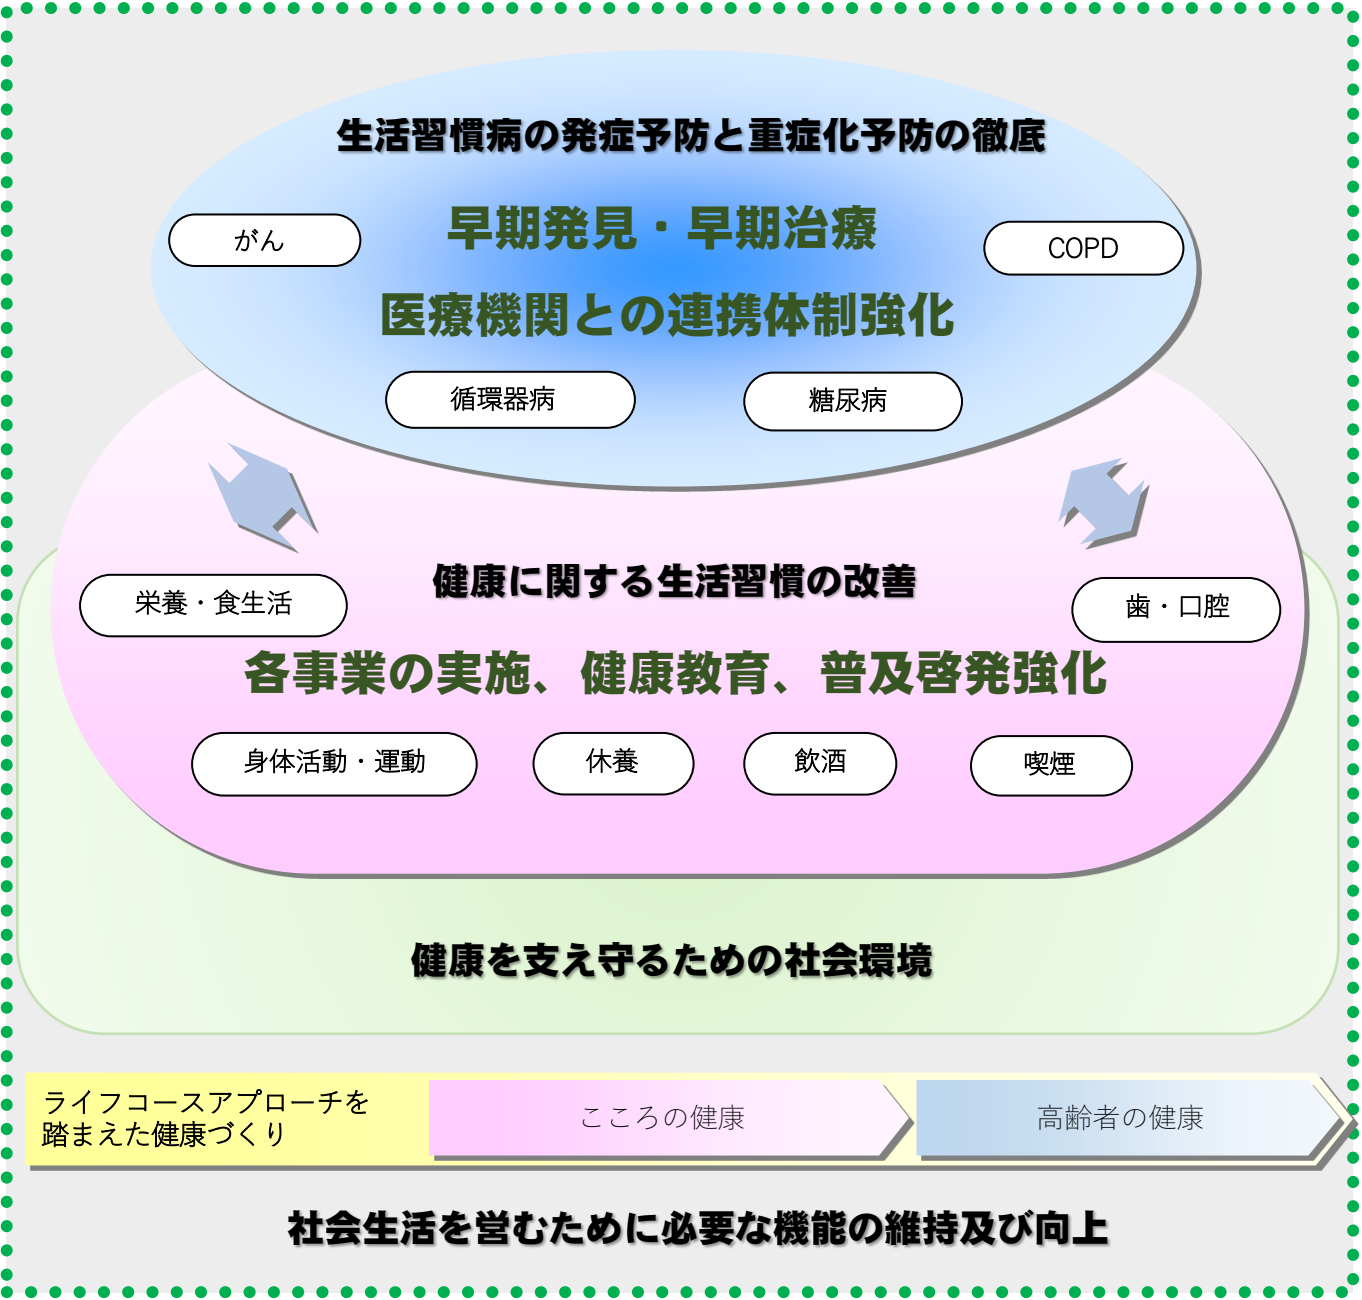 生活習慣病の発症予防と重症化予防の徹底
早期発見・早期治療
がん
COPD
医療機関との連携体制強化
循環器病
糖尿病
健康に関する生活習慣の改善
栄養・食生活
歯・口腔
各事業の実施、健康教育、普及啓発強化
身体活動・運動
休養
飲酒
喫煙
健康を支え守るための社会環境
ライフコースアプローチを
踏まえた健康づくり
こころの健康
高齢者の健康
社会生活を営むために必要な機能の維持及び向上